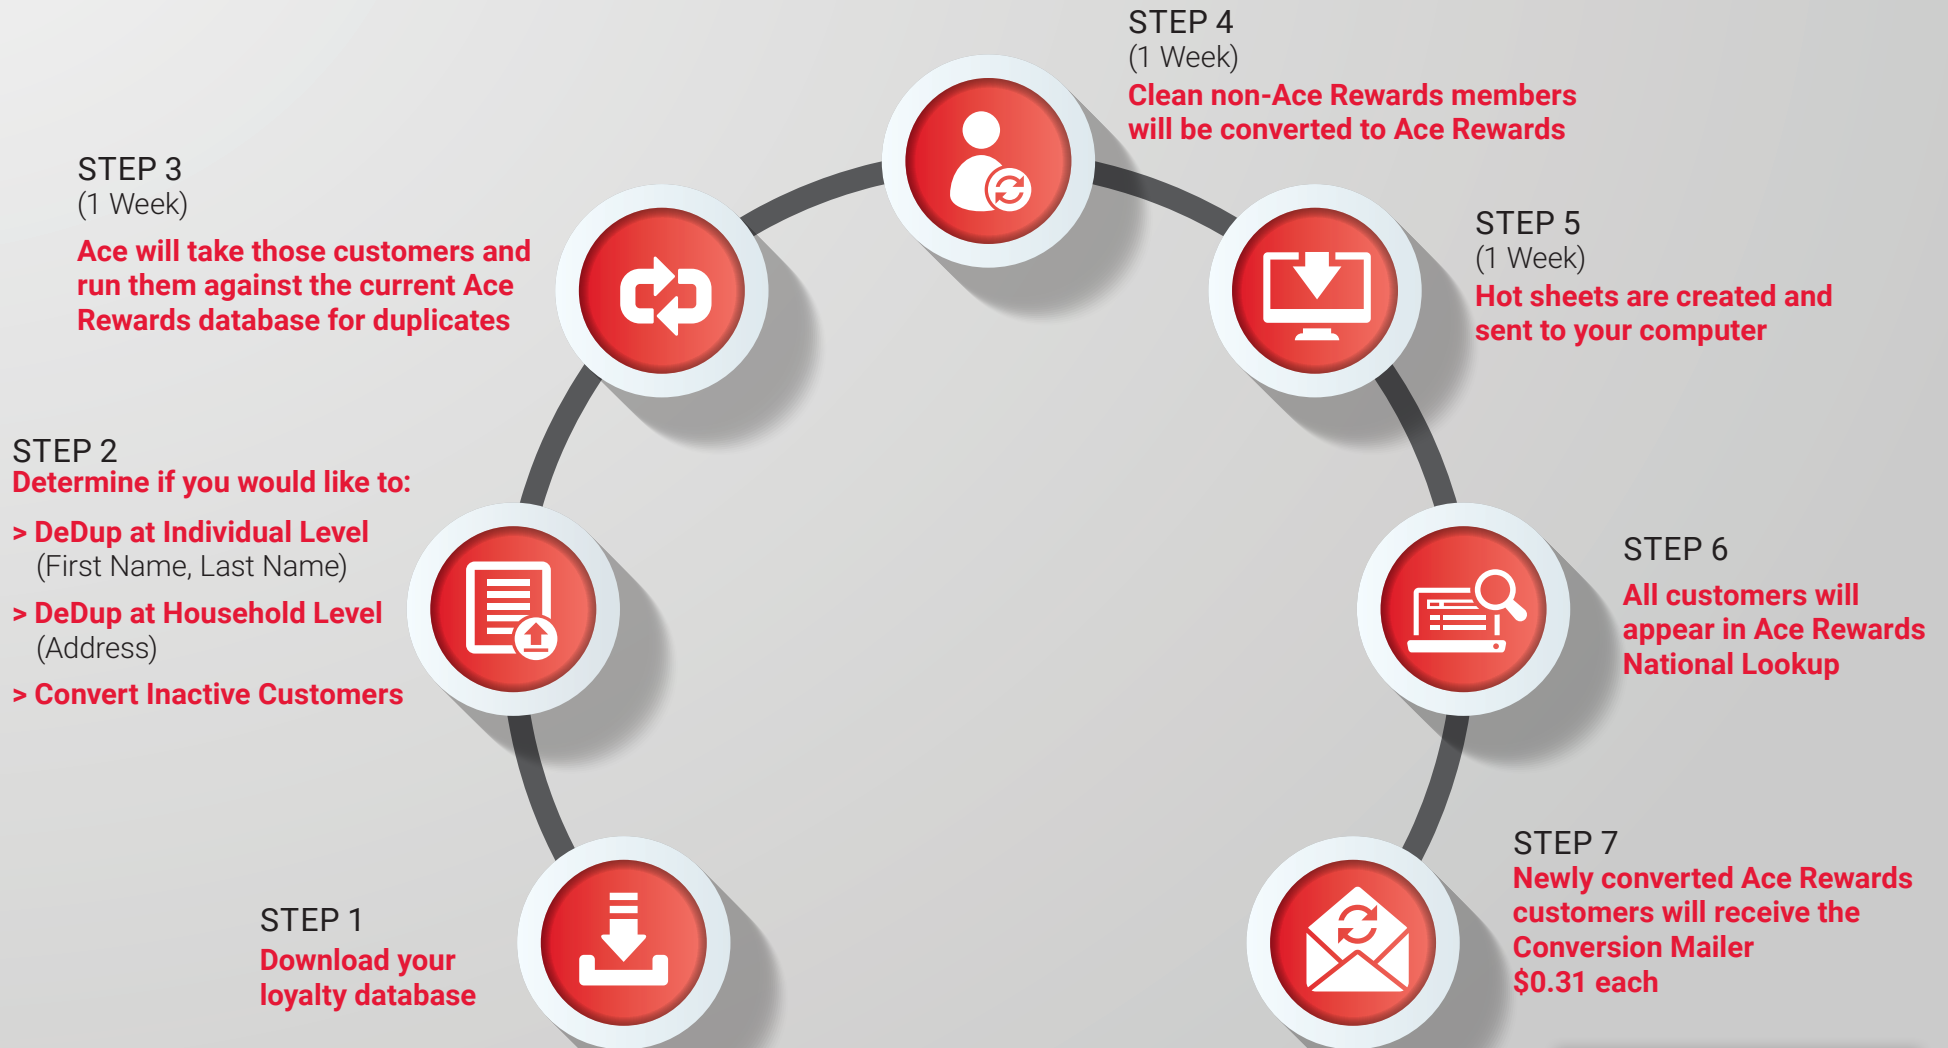 STEP 1
Download your
loyalty database
STEP 2
Determine if you would like to:
> DeDup at Individual Level
(First Name, Last Name)
> DeDup at Household Level
(Address)
> Convert Inactive Customers
STEP 3
(1 Week)
Ace will take those customers and
run them against the current Ace
Rewards database for duplicates
STEP 4
(1 Week)
Clean non-Ace Rewards members
will be converted to Ace Rewards
STEP 5
(1 Week)
Hot sheets are created and
sent to your computer
STEP 6
All customers will
appear in Ace Rewards
National Lookup
STEP 7
Newly converted Ace Rewards
customers will receive the
Conversion Mailer
$0.31 each